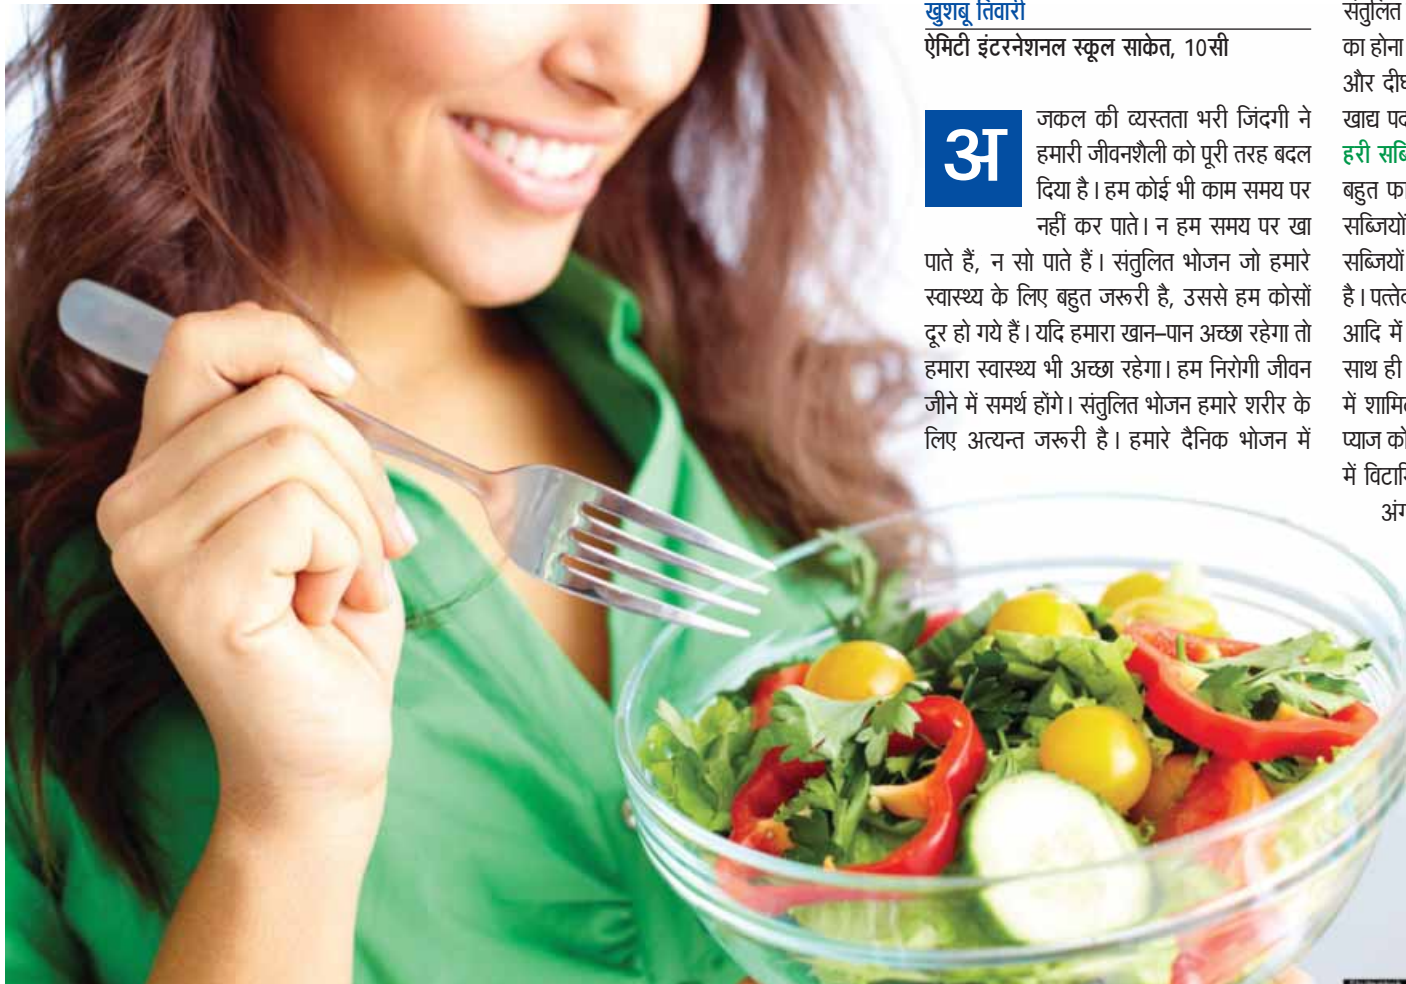 खुशबू तिवारी
ऐमिटी इंटरनेशनल स्कूल साकेत, 10सी
अ
जकल की व्यस्तता भरी जिंदगी ने
हमारी जीवनशैली को पूरी तरह बदल
दिया है। हम कोई भी काम समय पर
नहीं कर पाते। न हम समय पर खा
पाते हैं, न सो पाते हैं। संतुलित भोजन जो हमारे
स्वास्थ्य के लिए बहुत जरूरी है, उससे हम कोसों
दूर हो गये हैं। यदि हमारा खान–पान अच्छा रहेगा तो
हमारा स्वास्थ्य भी अच्छा रहेगा। हम निरोगी जीवन
जीने में समर्थ होंगे। संतुलित भोजन हमारे शरीर के
लिए अत्यन्त जरूरी है। हमारे दैनिक भोजन में
संतुलित
का होना
और
खाद्य
हरी
बहुत
सब्जियों
सब्जियों
है।
आदि में
साथ ही
में
प्याज को
में